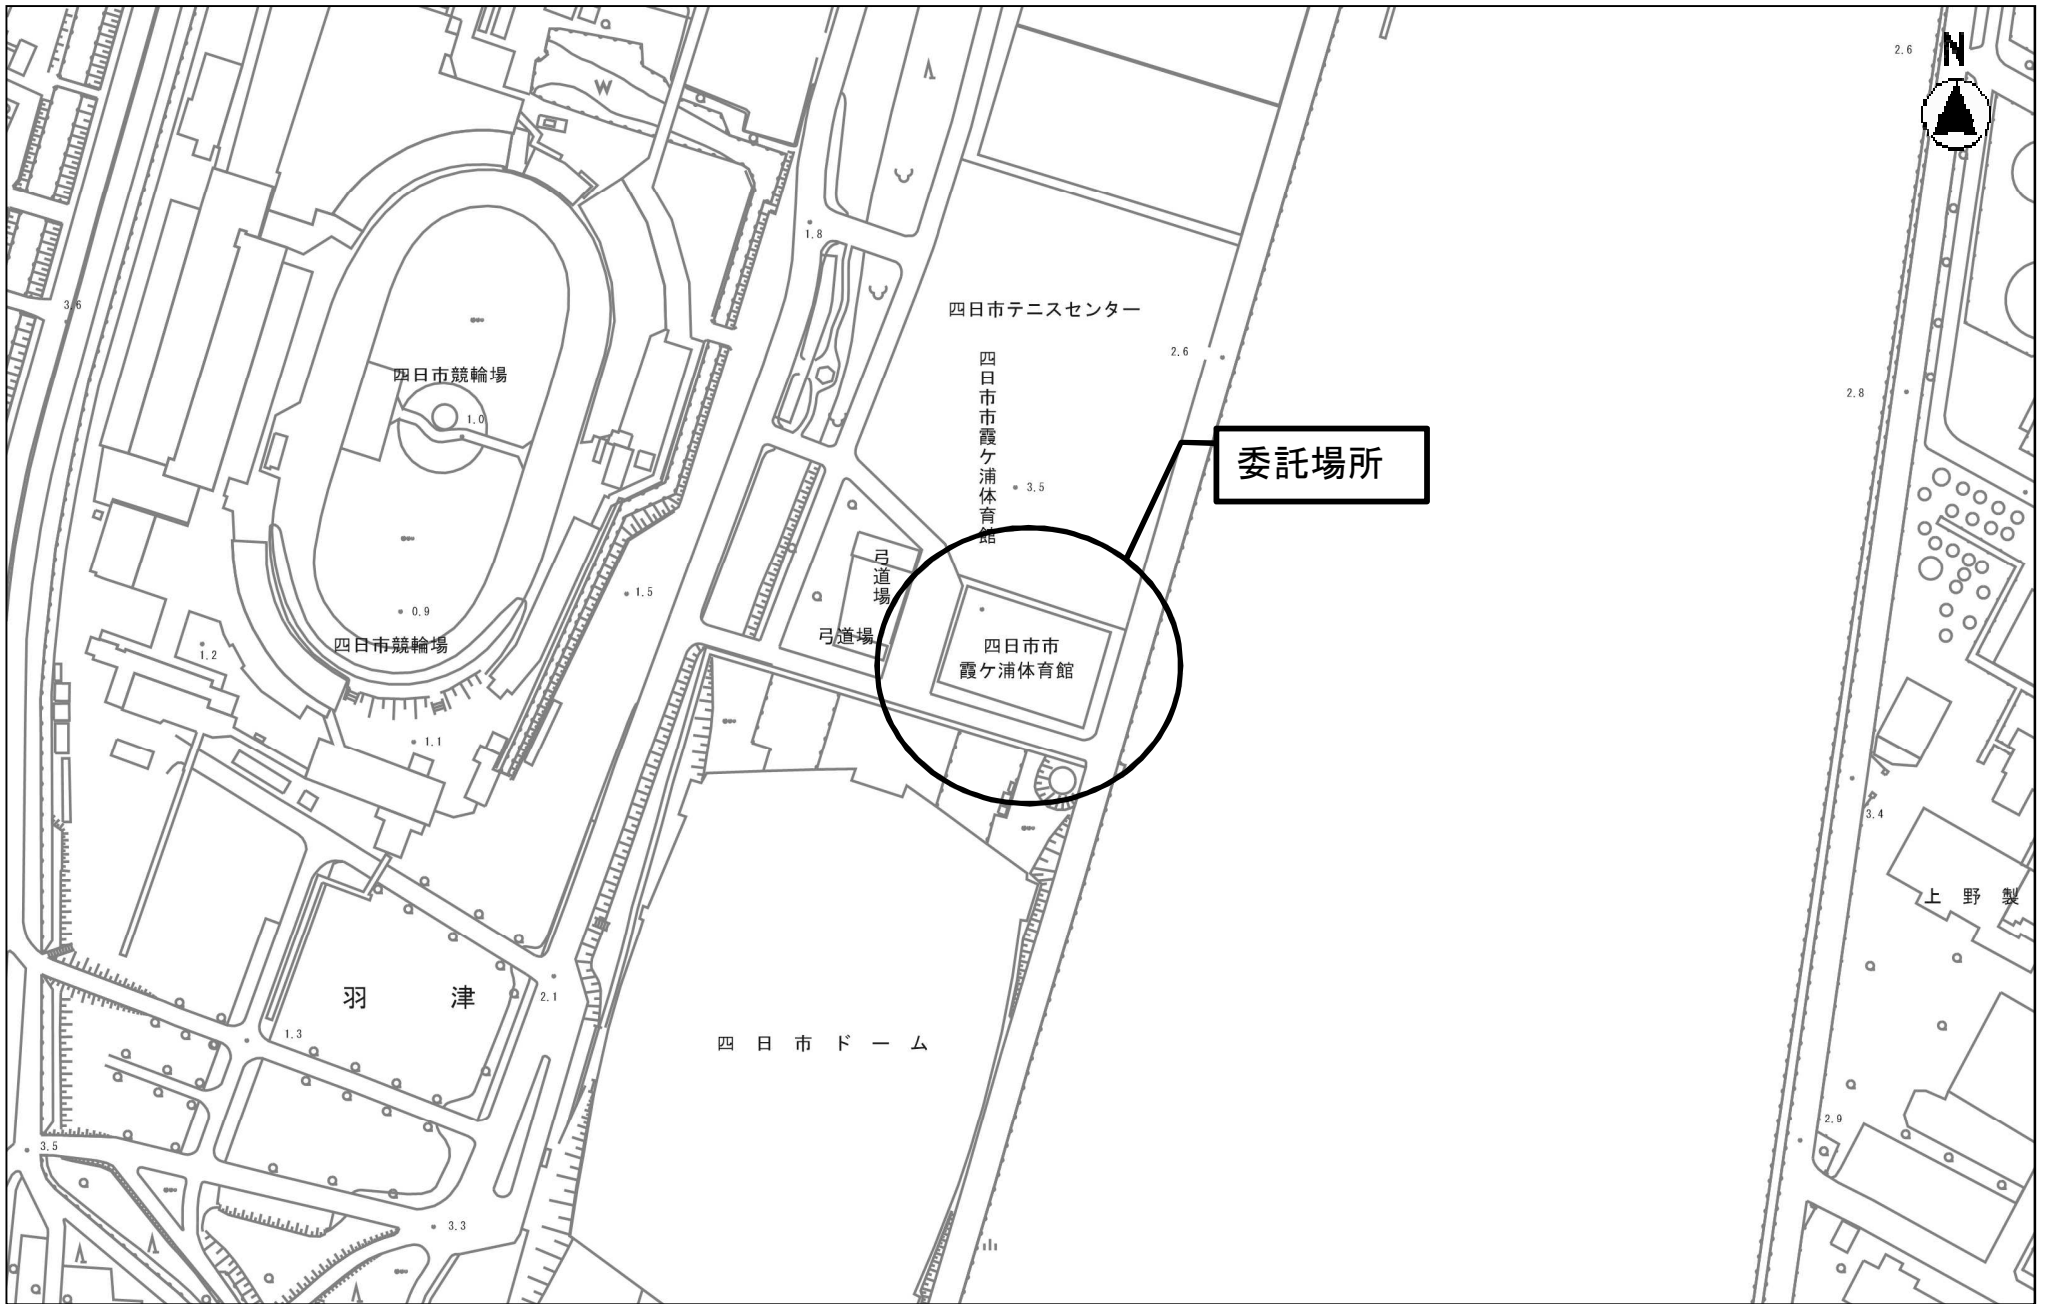 2.6
N
W
1.8
3.6
四日市テニスセンター
2.6
四日市市霞ケ浦体育館
四日市競輪場
1.0
2.8
委託場所
3.5
弓道場
1.5
0.9
弓道場
四日市市
霞ケ浦体育館
四日市競輪場
1.2
1.1
3.4
上野製
羽津
2.1
1.3
四日市ドーム
2.9
3.5
3.3